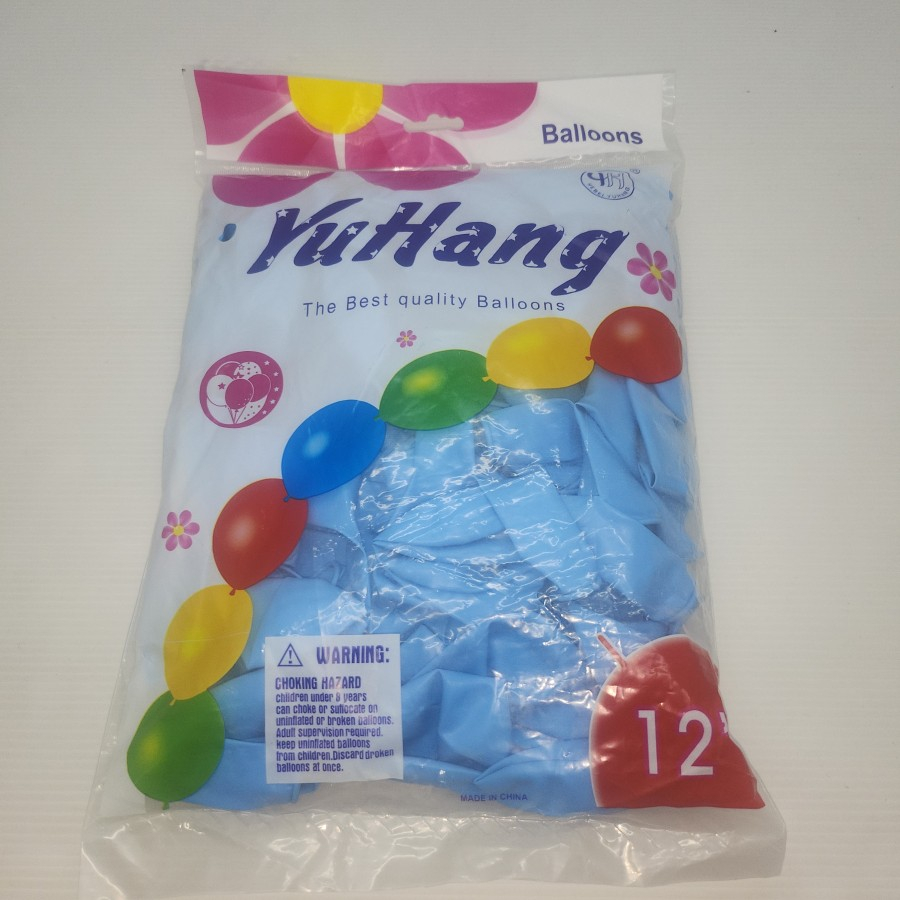 Balloons
YuHang
The Best quality Balloons
WARNING:
CHOKING HAZARD
children under 8 years
can choke or suffocate on
uninflated or broken balloons.
Adult supervision required.
keep uninflated balloons
from children.Discard droken
balloons at once.
12"
MADE IN CHINA